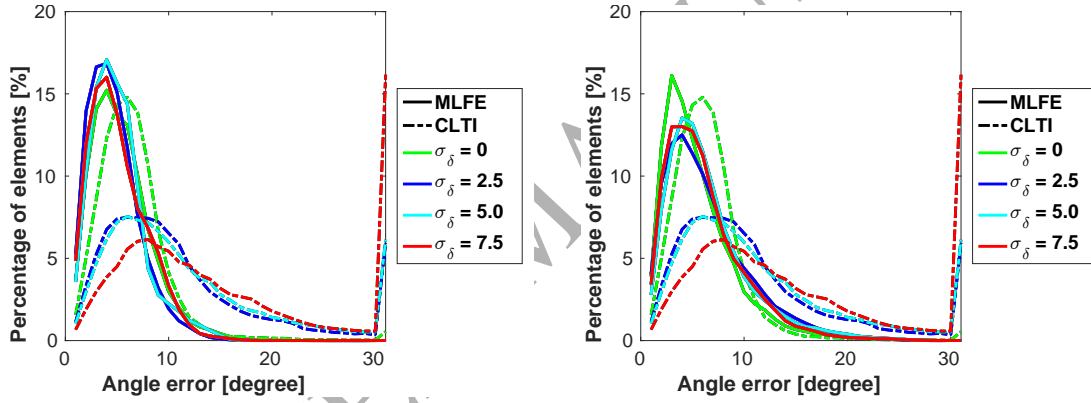 Percentage of elements [%]
20
15
10
5
0
0 10 20 30
Angle error [degree]
MLFE
CLTI
σδ = 0
σδ = 2.5
σδ = 5.0
σδ = 7.5
Percentage of elements [%]
20
15
10
5
0
0 10 20 30
Angle error [degree]
MLFE
CLTI
σδ = 0
σδ = 2.5
σδ = 5.0
σδ = 7.5